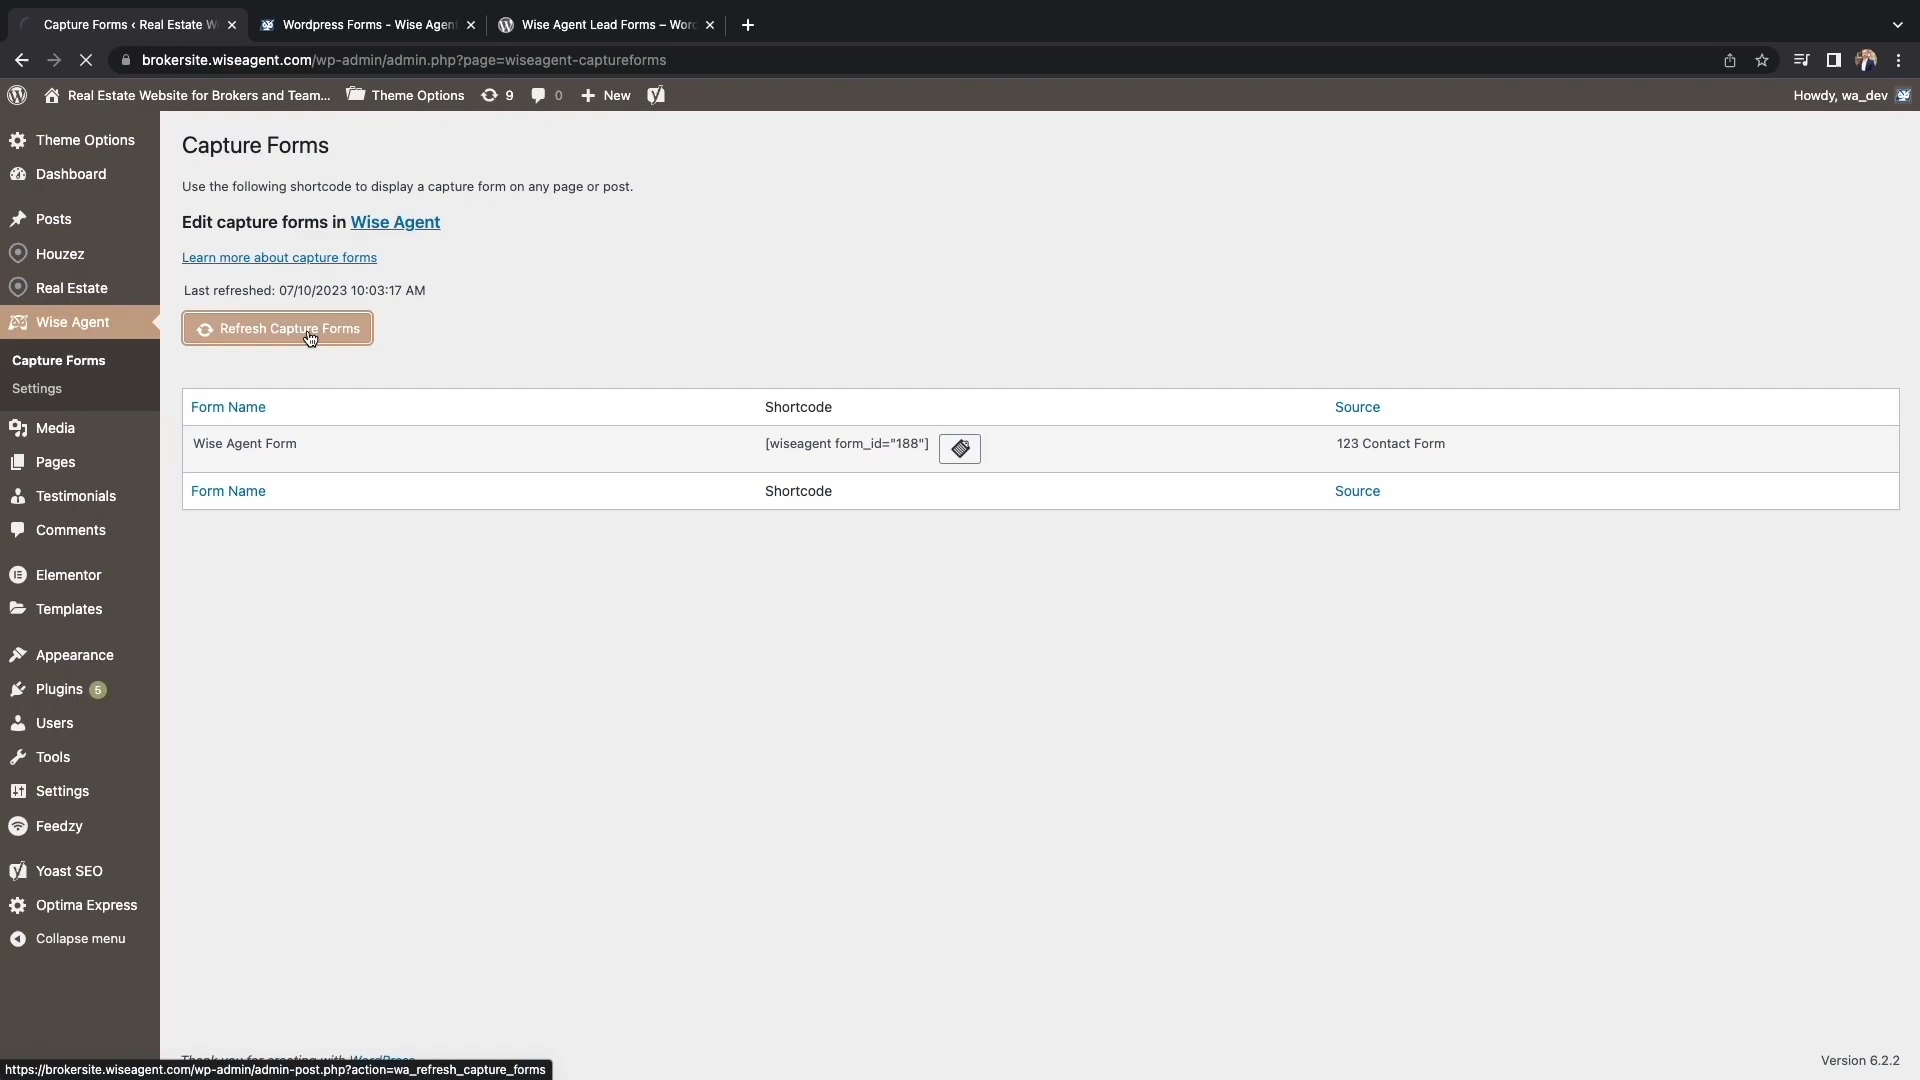 Capture Forms ‹ Real Estate W
Wordpress Forms - Wise Agent
Wise Agent Lead Forms – Word
brokersite.wiseagent.com/wp-admin/admin.php?page=wiseagent-captureforms
Real Estate Website for Brokers and Team...
Theme Options
9
0
New
Howdy, wa_dev
Theme Options
Dashboard
Posts
Houzez
Real Estate
Wise Agent
Capture Forms
Settings
Media
Pages
Testimonials
Comments
Elementor
Templates
Appearance
Plugins 5
Users
Tools
Settings
Feedzy
Yoast SEO
Optima Express
Collapse menu
Capture Forms
Use the following shortcode to display a capture form on any page or post.
Edit capture forms in Wise Agent
Learn more about capture forms
Last refreshed: 07/10/2023 10:03:17 AM
Refresh Capture Forms
Form Name Shortcode Source
Wise Agent Form [wiseagent form_id="188"] 123 Contact Form
Form Name Shortcode Source
Thank you for creating with WordPress
Version 6.2.2
https://brokersite.wiseagent.com/wp-admin/admin-post.php?action=wa_refresh_capture_forms